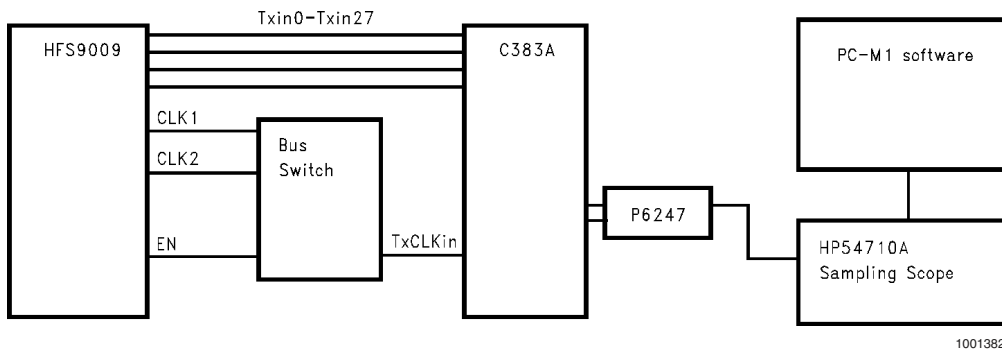 Txin0-Txin27
HFS9009
C383A
PC-M1 software
CLK1
Bus
Switch
CLK2
P6247
EN
TxCLKin
HP54710A
Sampling Scope
1001382